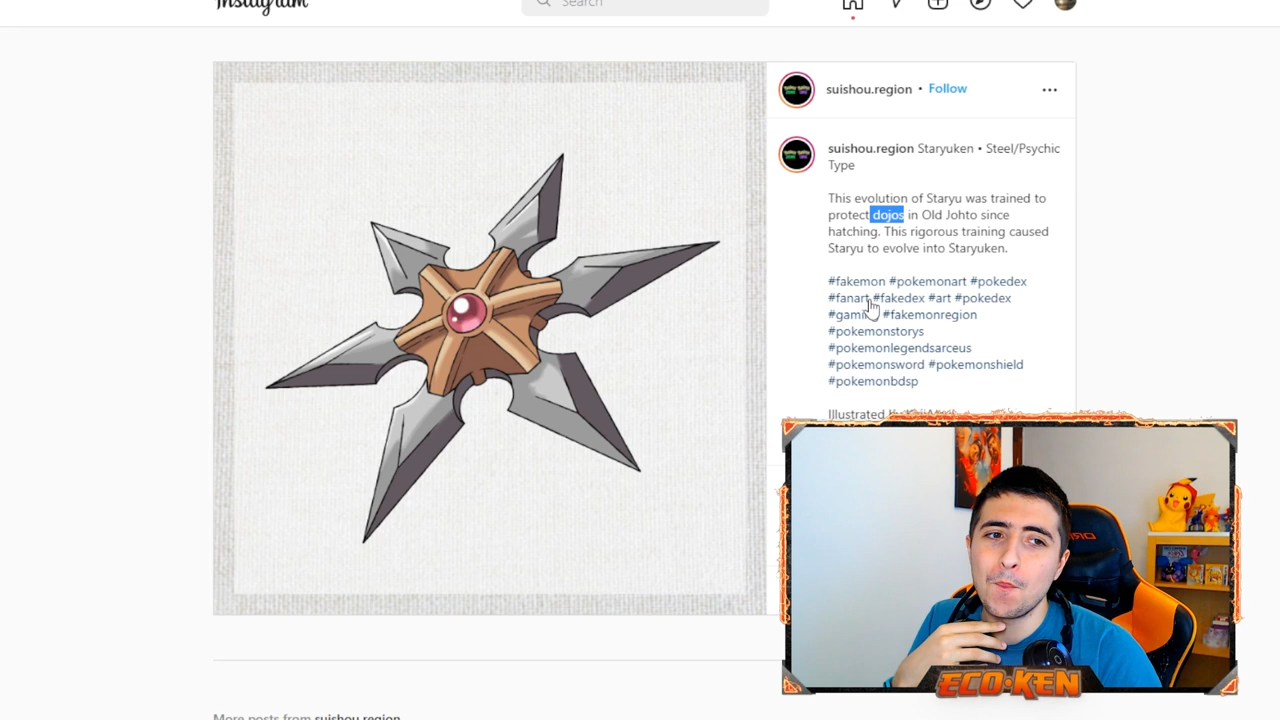 Instagram
Search
suishou.region • Follow
suishou.region Staryuken • Steel/Psychic
Type
This evolution of Staryu was trained to
protect dojos in Old Johto since
hatching. This rigorous training caused
Staryu to evolve into Staryuken.
#fakemon #pokemonart #pokedex
#fanart #fakedex #art #pokedex
#fakemonregion
#pokemonstorys
#pokemonlegendsarceus
#pokemonsword #pokemonshield
#pokemonbdsp
Illustrated
ECO·KEN
More posts from suishou.region